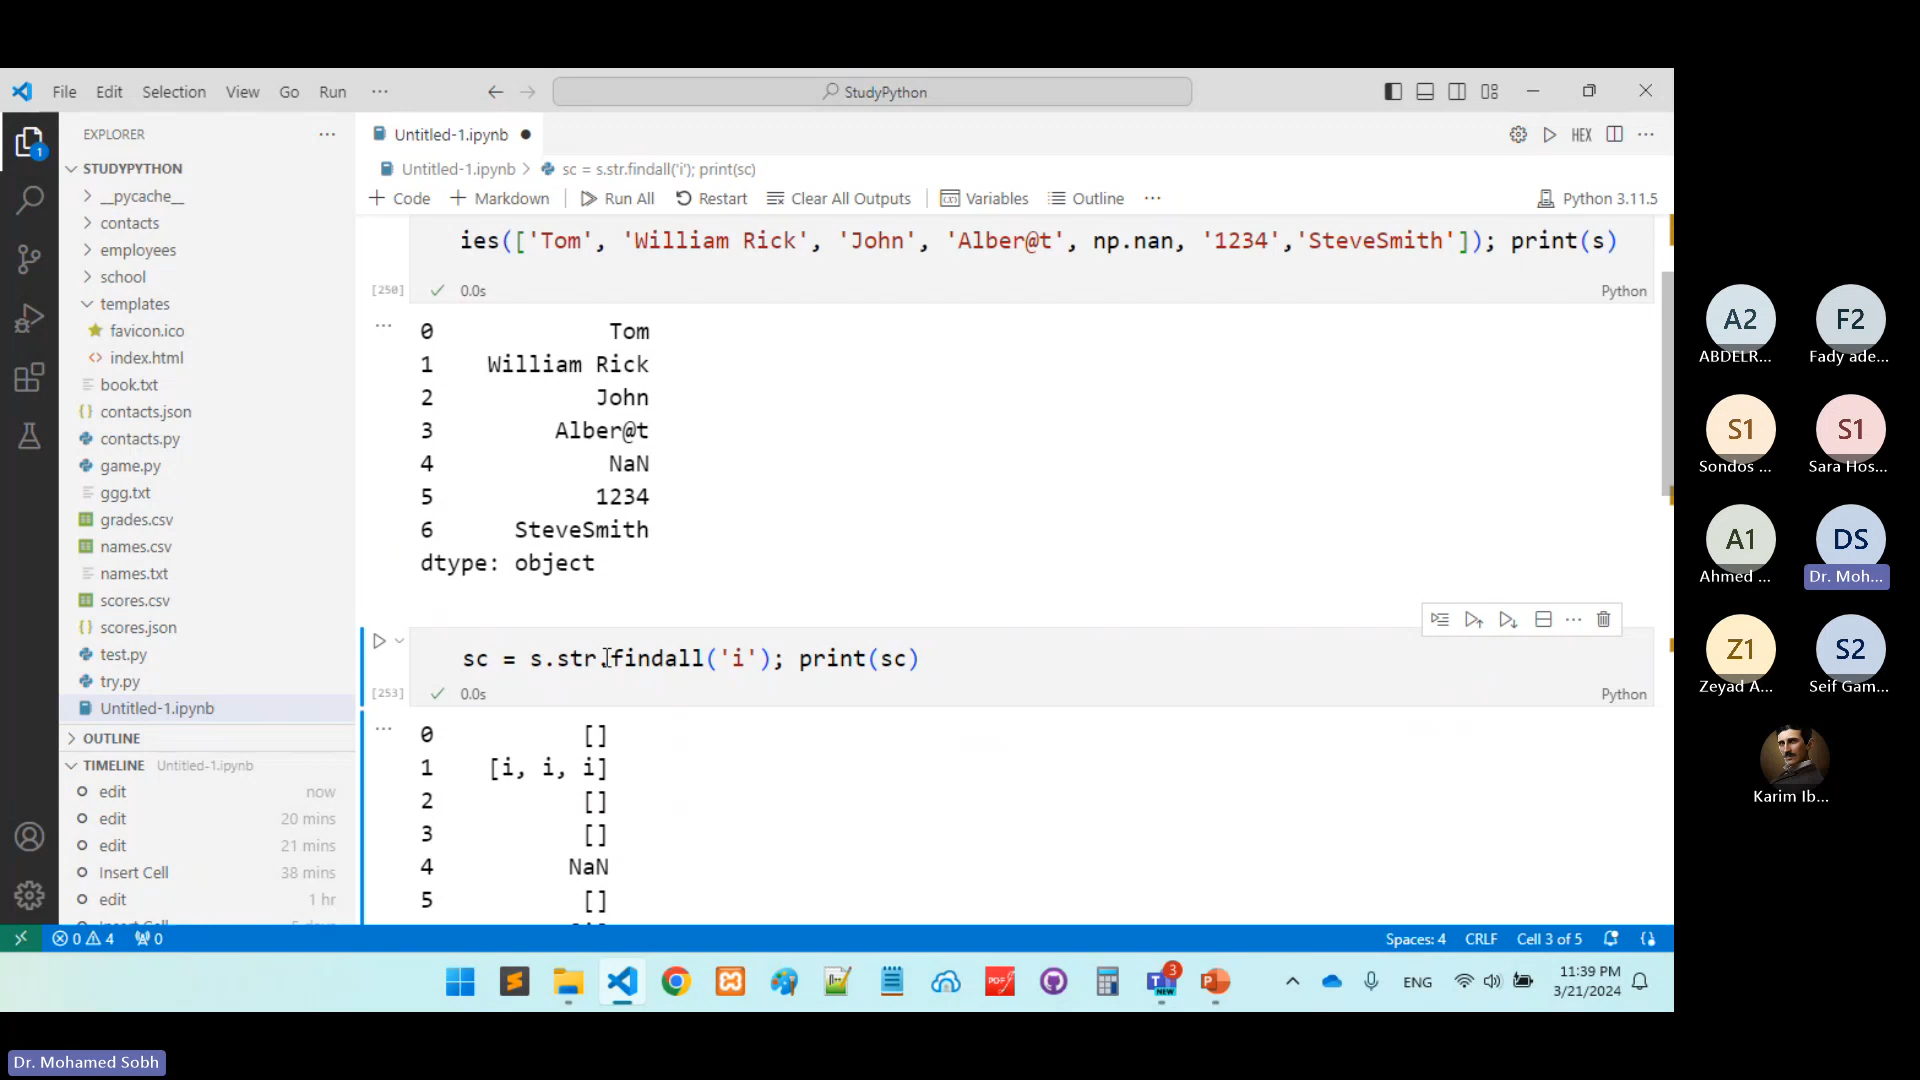 File Edit Selection View Go Run ··· StudyPython
EXPLORER ···
1
STUDYPYTHON
__pycache__
contacts
employees
school
templates
favicon.ico
index.html
book.txt
contacts.json
contacts.py
game.py
ggg.txt
grades.csv
names.csv
names.txt
scores.csv
scores.json
test.py
try.py
Untitled-1.ipynb
OUTLINE
TIMELINE Untitled-1.ipynb
edit now
edit 20 mins
edit 21 mins
Insert Cell 38 mins
edit 1 hr
Untitled-1.ipynb
HEX ···
Untitled-1.ipynb > sc = s.str.findall('i'); print(sc)
+ Code + Markdown Run All Restart Clear All Outputs Variables Outline ··· Python 3.11.5
ies(['Tom', 'William Rick', 'John', 'Alber@t', np.nan, '1234','SteveSmith']); print(s)
[250] 0.0s Python
···
0 Tom
1 William Rick
2 John
3 Alber@t
4 NaN
5 1234
6 SteveSmith
dtype: object
sc = s.str.findall('i'); print(sc)
[253] 0.0s Python
···
0 []
1 [i, i, i]
2 []
3 []
4 NaN
5 []
0 4 0 Spaces: 4 CRLF Cell 3 of 5
3 NEW ENG 11:39 PM
3/21/2024
A2 F2
ABDELR... Fady ade...
S1 S1
Sondos ... Sara Hos...
A1 DS
Ahmed ... Dr. Moh...
Z1 S2
Zeyad A... Seif Gam...
Karim Ib...
Dr. Mohamed Sobh